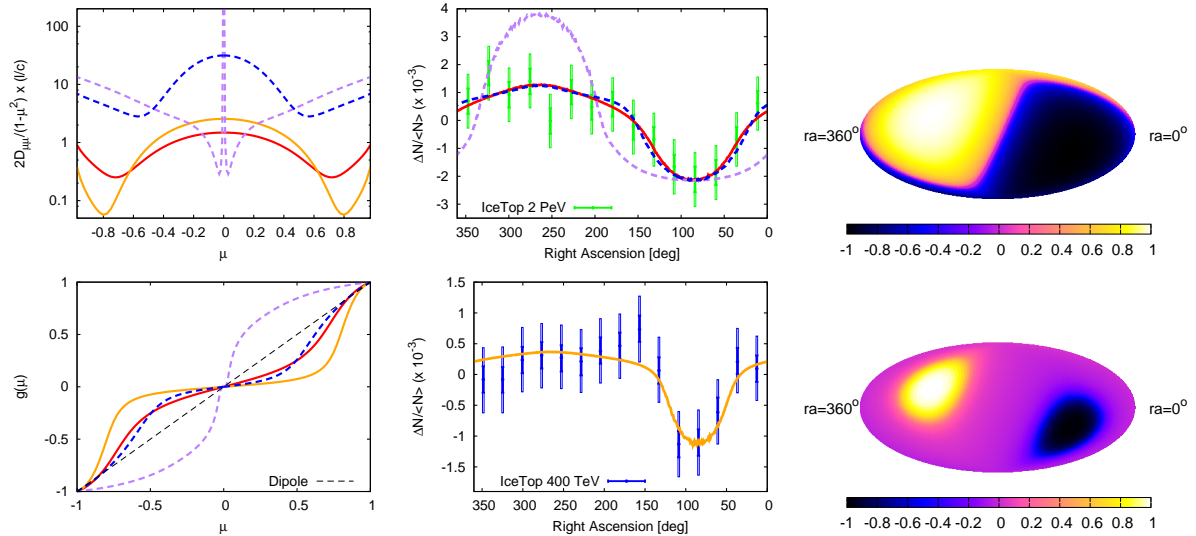 2Dμμ/(1-μ²) x (l/c)
100
10
1
0.1
-0.8 -0.6 -0.4 -0.2 0 0.2 0.4 0.6 0.8
μ
ΔN/<N> (x 10⁻³)
4
3
2
1
0
-1
-2
-3
IceTop 2 PeV
350 300 250 200 150 100 50 0
Right Ascension [deg]
ra=360°
ra=0°
-1 -0.8 -0.6 -0.4 -0.2 0 0.2 0.4 0.6 0.8 1
g(μ)
1
0.5
0
-0.5
-1
Dipole
-1 -0.5 0 0.5 1
μ
ΔN/<N> (x 10⁻³)
1.5
1
0.5
0
-0.5
-1
-1.5
IceTop 400 TeV
350 300 250 200 150 100 50 0
Right Ascension [deg]
ra=360°
ra=0°
-1 -0.8 -0.6 -0.4 -0.2 0 0.2 0.4 0.6 0.8 1